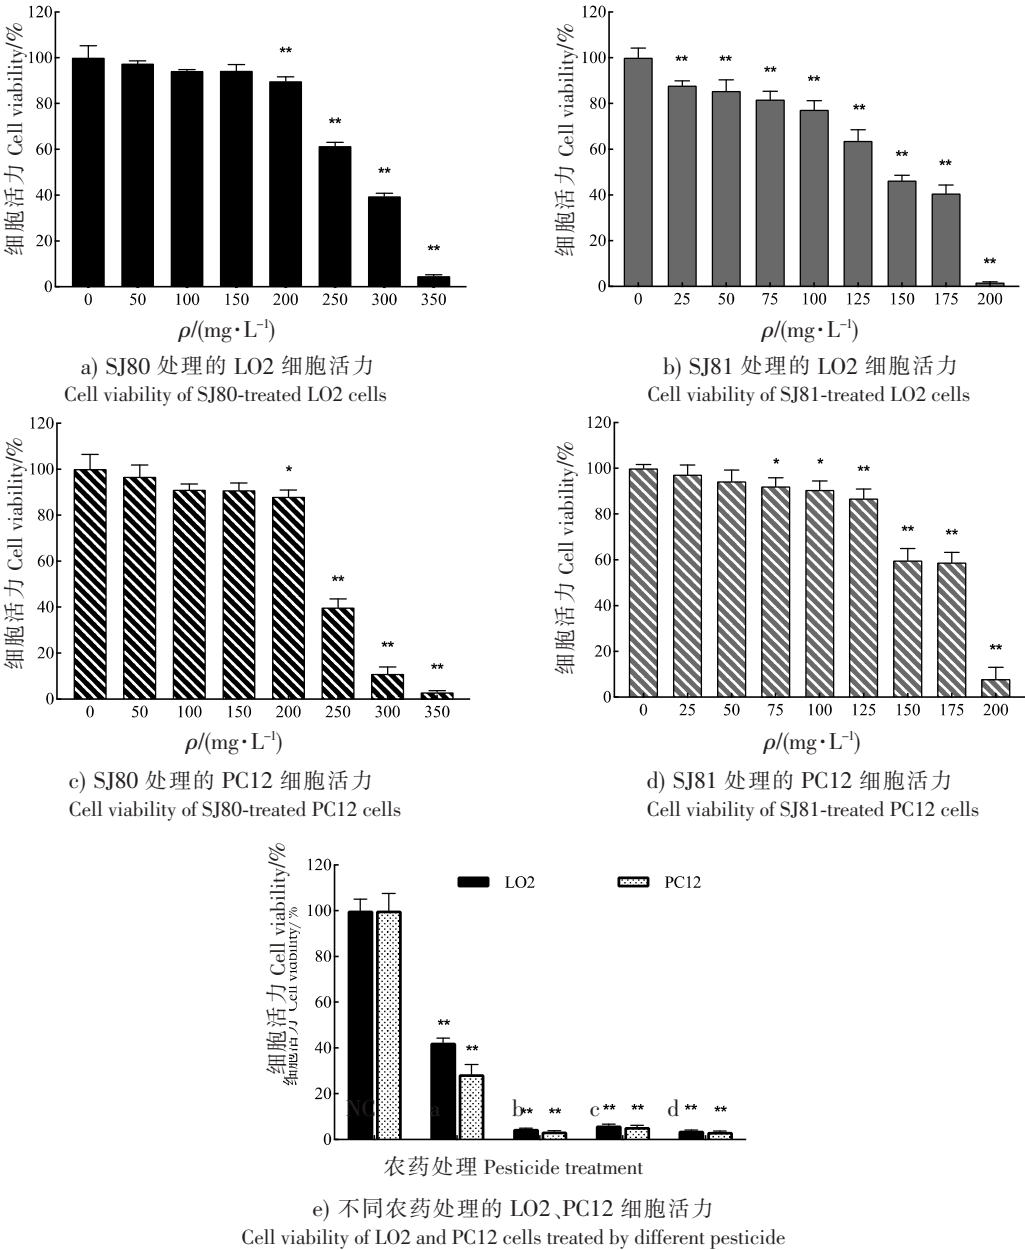 细胞活力 Cell viability/%
120
100
80
60
40
20
0
** ** ** **
0 50 100 150 200 250 300 350
ρ/(mg·L⁻¹)
a) SJ80 处理的 LO2 细胞活力
Cell viability of SJ80-treated LO2 cells
细胞活力 Cell viability/%
120
100
80
60
40
20
0
** ** ** ** ** ** ** **
0 25 50 75 100 125 150 175 200
ρ/(mg·L⁻¹)
b) SJ81 处理的 LO2 细胞活力
Cell viability of SJ81-treated LO2 cells
细胞活力 Cell viability/%
120
100
80
60
40
20
0
* ** ** **
0 50 100 150 200 250 300 350
ρ/(mg·L⁻¹)
c) SJ80 处理的 PC12 细胞活力
Cell viability of SJ80-treated PC12 cells
细胞活力 Cell viability/%
120
100
80
60
40
20
0
* * ** ** ** **
0 25 50 75 100 125 150 175 200
ρ/(mg·L⁻¹)
d) SJ81 处理的 PC12 细胞活力
Cell viability of SJ81-treated PC12 cells
细胞活力 Cell viability/%
细胞活力 Cell viability/%
120
100
80
60
40
20
0
LO2 PC12
** ** ** ** ** ** ** **
NC a b c d
农药处理 Pesticide treatment
e) 不同农药处理的 LO2、PC12 细胞活力
Cell viability of LO2 and PC12 cells treated by different pesticide